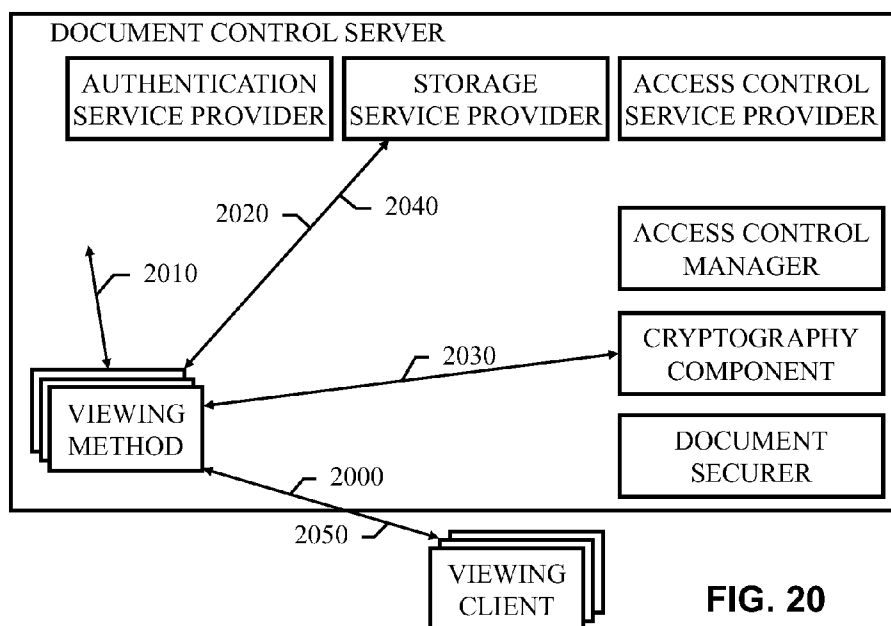 DOCUMENT CONTROL SERVER
AUTHENTICATION
SERVICE PROVIDER
STORAGE
SERVICE PROVIDER
ACCESS CONTROL
SERVICE PROVIDER
2020
2040
2010
ACCESS CONTROL
MANAGER
2030
CRYPTOGRAPHY
COMPONENT
VIEWING
METHOD
DOCUMENT
SECURER
2000
2050
VIEWING
CLIENT
FIG. 20